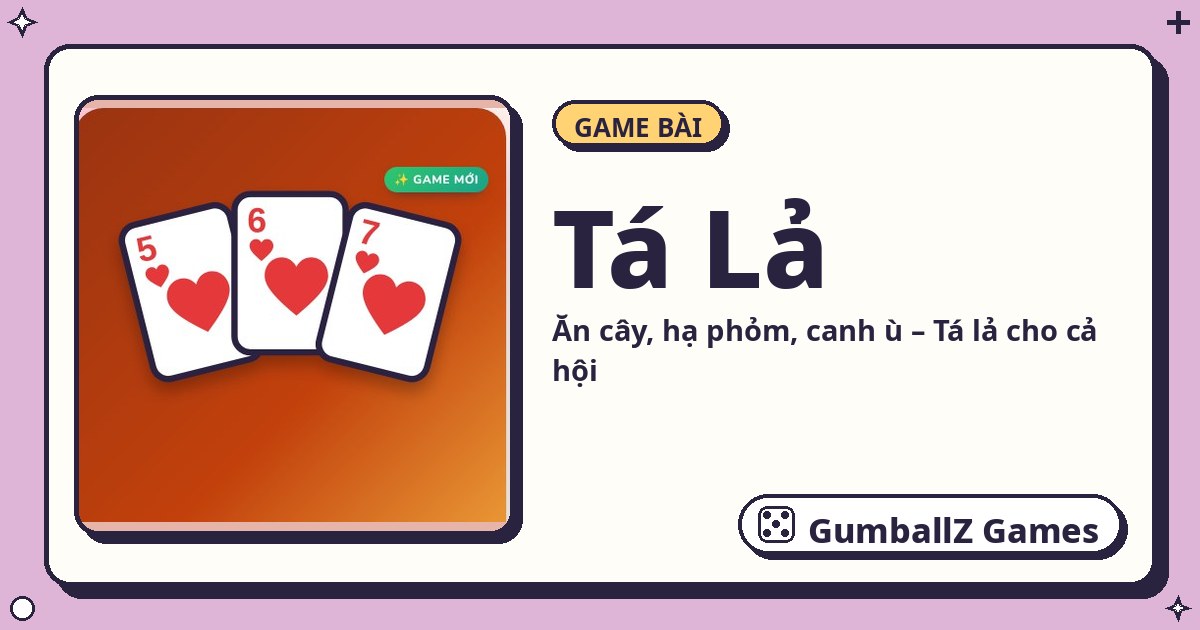 ✨ GAME MỚI
5
6
7
GAME BÀI
Tá Lả
Ăn cây, hạ phỏm, canh ù – Tá lả cho cả
hội
GumballZ Games